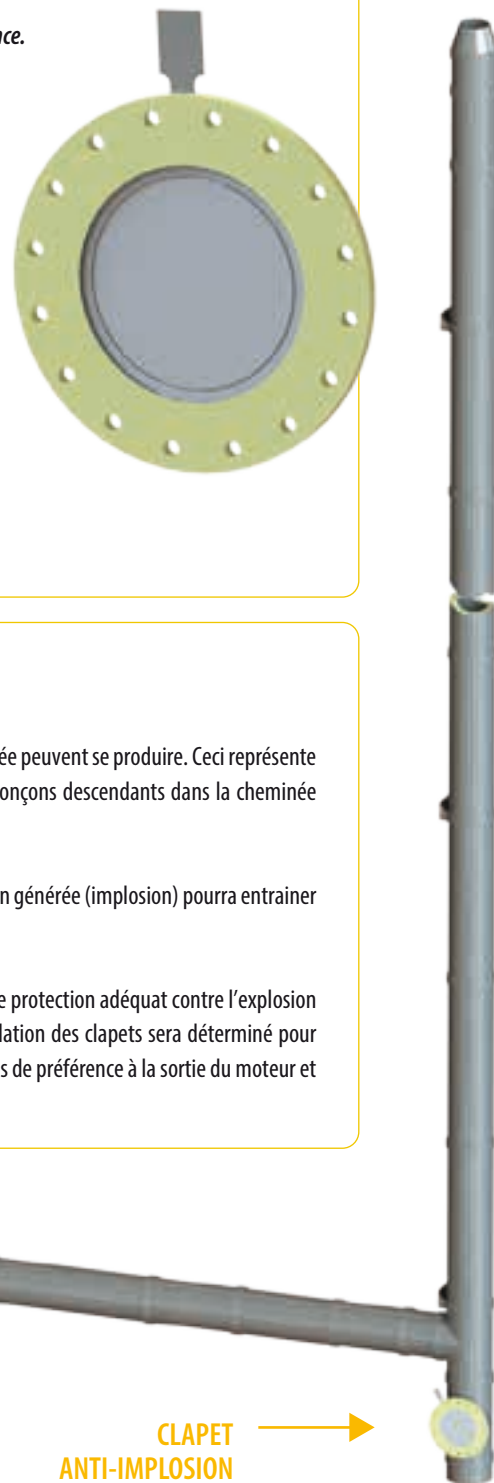 ée peuvent se produire. Ceci représente
onçons descendants dans la cheminée
n générée (implosion) pourra entrainer
e protection adéquat contre l'explosion
lation des clapets sera déterminé pour
s de préférence à la sortie du moteur et
CLAPET
ANTI-IMPLOSION